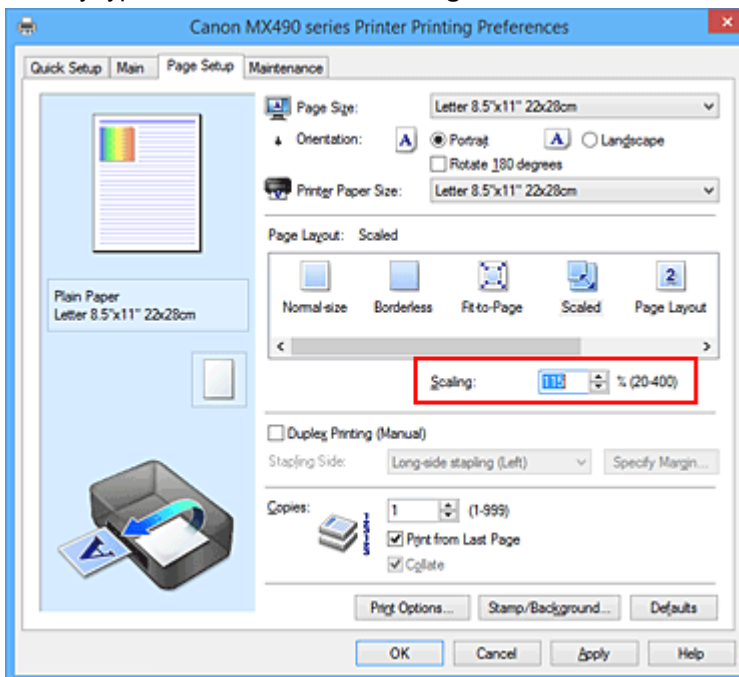 Canon MX490 series Printer Printing Preferences
Quick Setup Main Page Setup Maintenance
Page Size: Letter 8.5"x11" 22x28cm
Orientation: A Portrait A Landscape
Rotate 180 degrees
Printer Paper Size: Letter 8.5"x11" 22x28cm
Page Layout: Scaled
Normal-size Borderless Fit-to-Page Scaled 2 Page Layout
Plain Paper
Letter 8.5"x11" 22x28cm
Scaling: 115 % (20-400)
Duplex Printing (Manual)
Stapling Side: Long-side stapling (Left) Specify Margin...
Copies: 1 (1-999)
Print from Last Page
Collate
Print Options... Stamp/Background... Defaults
OK Cancel Apply Help